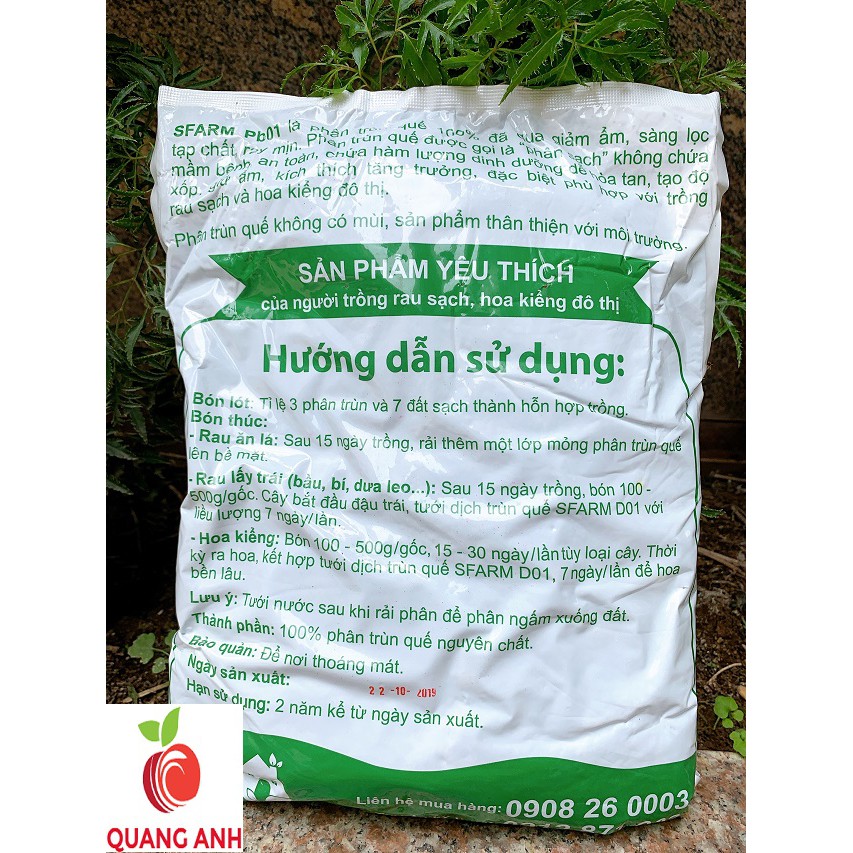 SFARM Pb01 là phân trùn quế 100% đã qua giảm ẩm, sàng lọc
tạp chất, mịn. Phân trùn quế được gọi là "phân sạch" không chứa
mầm bệnh an toàn, chứa hàm lượng dinh dưỡng dễ hòa tan, tạo độ
xốp, giữ ẩm, kích thích tăng trưởng, đặc biệt phù hợp với trồng
rau sạch và hoa kiểng đô thị.
Phân trùn quế không có mùi, sản phẩm thân thiện với môi trường.
SẢN PHẨM YÊU THÍCH
của người trồng rau sạch, hoa kiểng đô thị
Hướng dẫn sử dụng:
Bón lót: Tỉ lệ 3 phân trùn và 7 đất sạch thành hỗn hợp trồng.
Bón thúc:
- Rau ăn lá: Sau 15 ngày trồng, rải thêm một lớp mỏng phân trùn quế
lên bề mặt.
- Rau lấy trái (bầu, bí, dưa leo...): Sau 15 ngày trồng, bón 100 -
500g/gốc. Cây bắt đầu đậu trái, tưới dịch trùn quế SFARM D01 với
liều lượng 7 ngày/lần.
- Hoa kiểng: Bón 100 - 500g/gốc, 15 - 30 ngày/lần tùy loại cây. Thời
kỳ ra hoa, kết hợp tưới dịch trùn quế SFARM D01, 7 ngày/lần để hoa
bền lâu.
Lưu ý: Tưới nước sau khi rải phân để phân ngấm xuống đất.
Thành phần: 100% phân trùn quế nguyên chất.
Bảo quản: Để nơi thoáng mát.
Ngày sản xuất: 22-10-2019
Hạn sử dụng: 2 năm kể từ ngày sản xuất.
Liên hệ mua hàng: 0908 26 0003
QUANG ANH